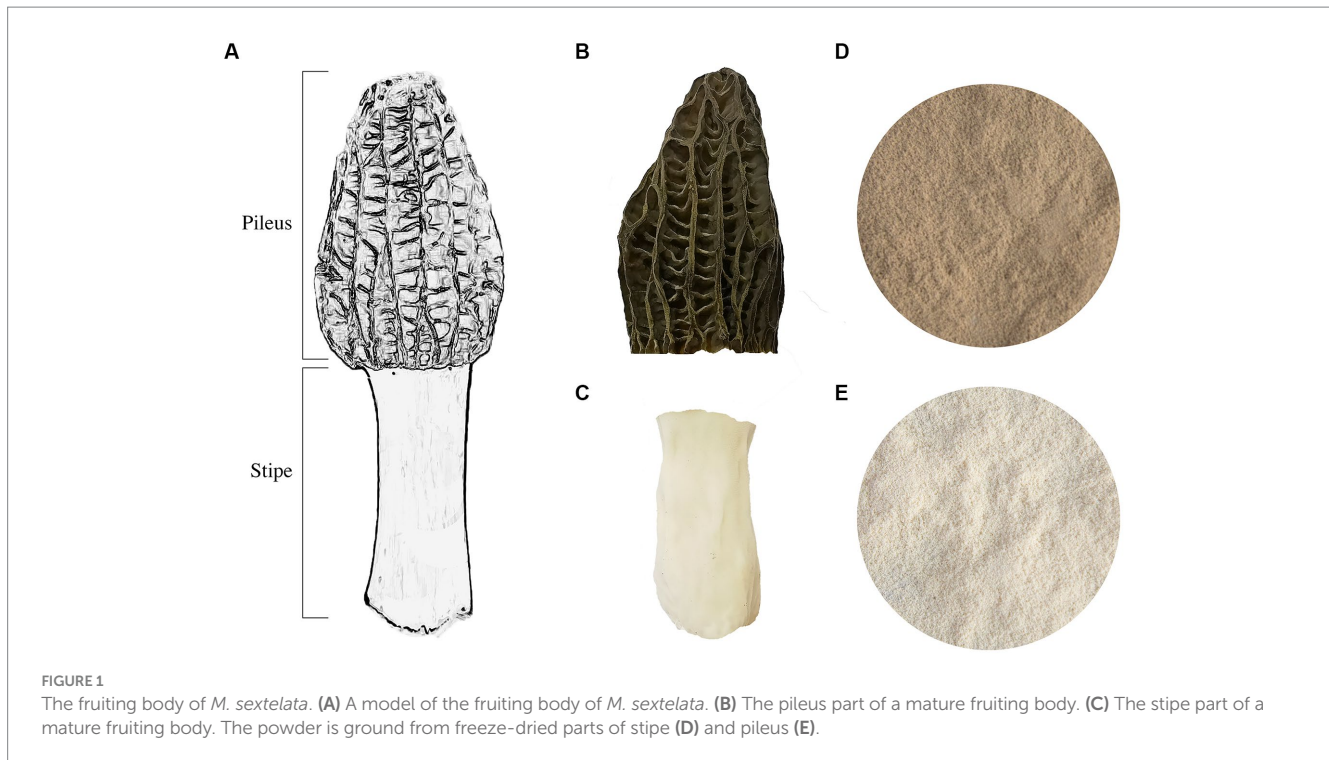 A
B
D
Pileus
C
E
Stipe
FIGURE 1
The fruiting body of M. sextelata. (A) A model of the fruiting body of M. sextelata. (B) The pileus part of a mature fruiting body. (C) The stipe part of a
mature fruiting body. The powder is ground from freeze-dried parts of stipe (D) and pileus (E).